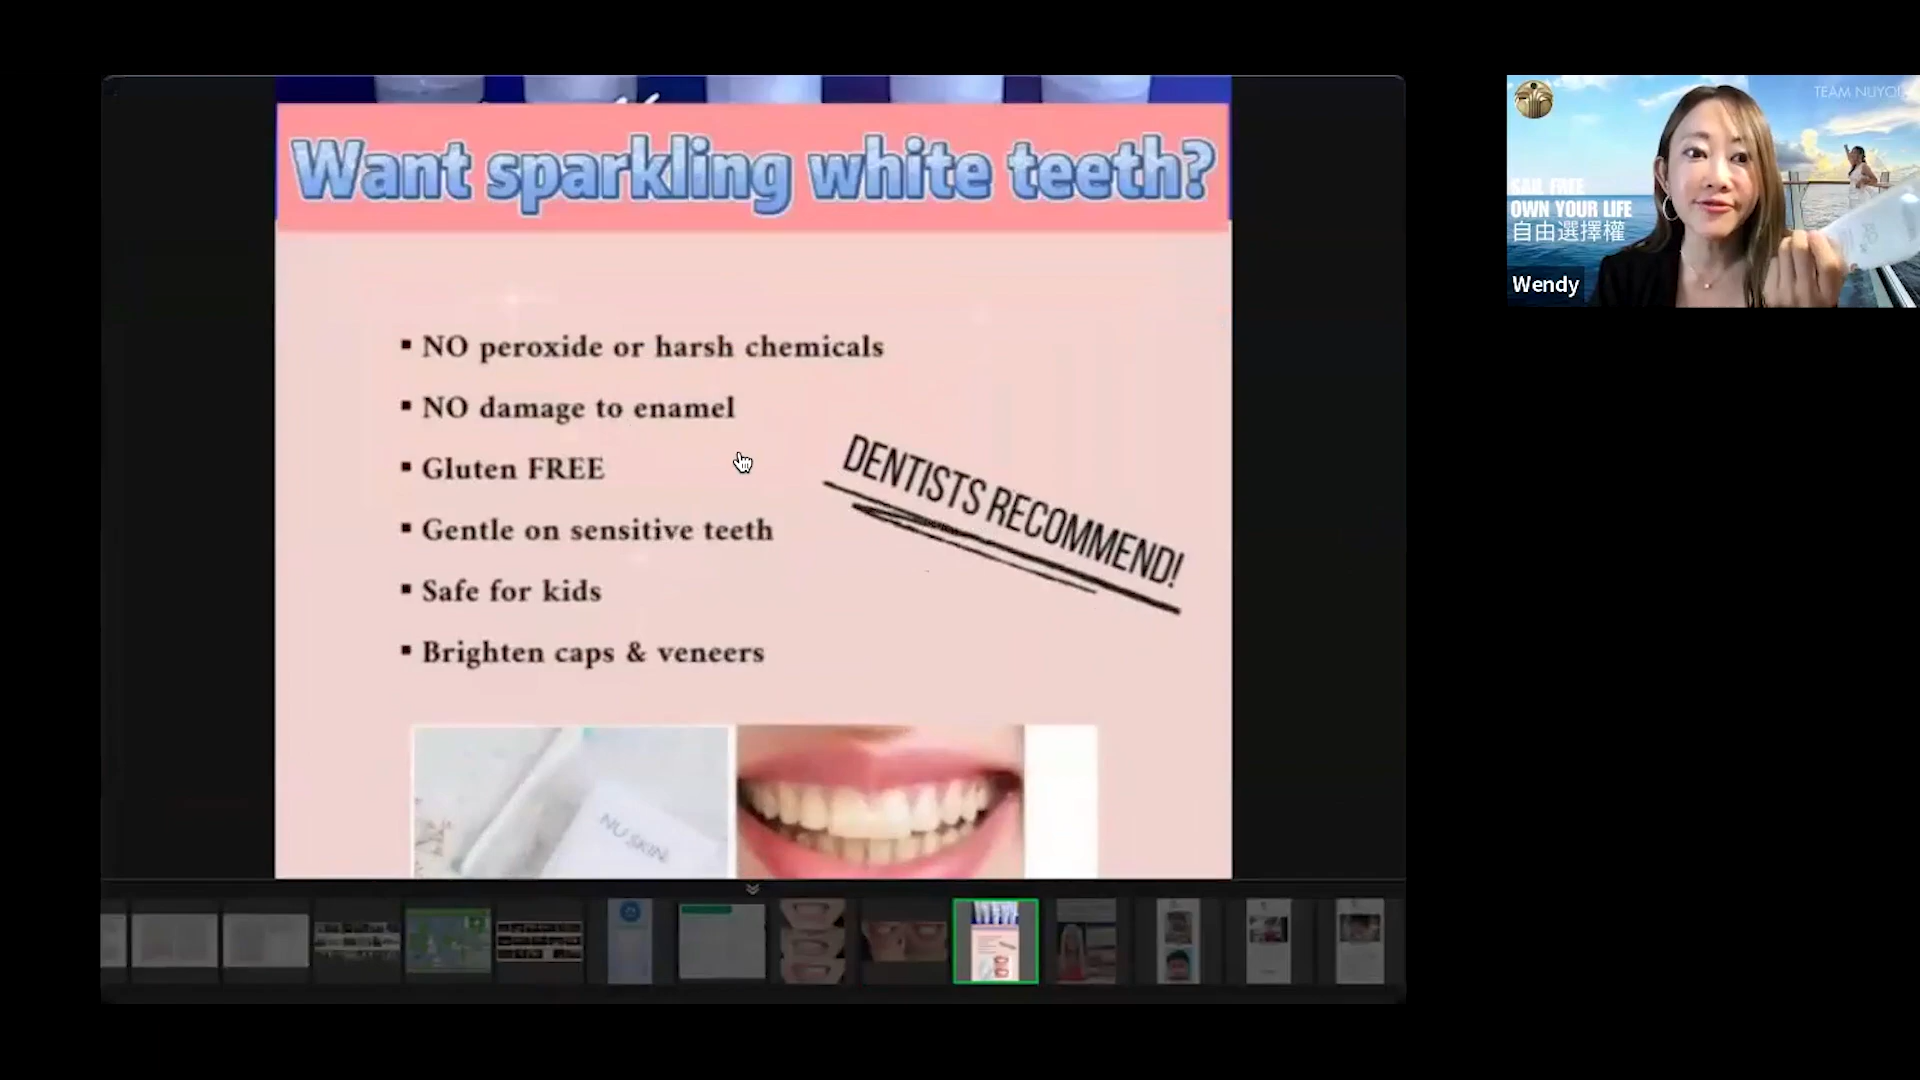 Want sparkling white teeth?
▪ NO peroxide or harsh chemicals
▪ NO damage to enamel
▪ Gluten FREE
▪ Gentle on sensitive teeth
▪ Safe for kids
▪ Brighten caps & veneers
DENTISTS RECOMMEND!
NU SKIN
SAIL FREE
OWN YOUR LIFE
自由選擇權
Wendy